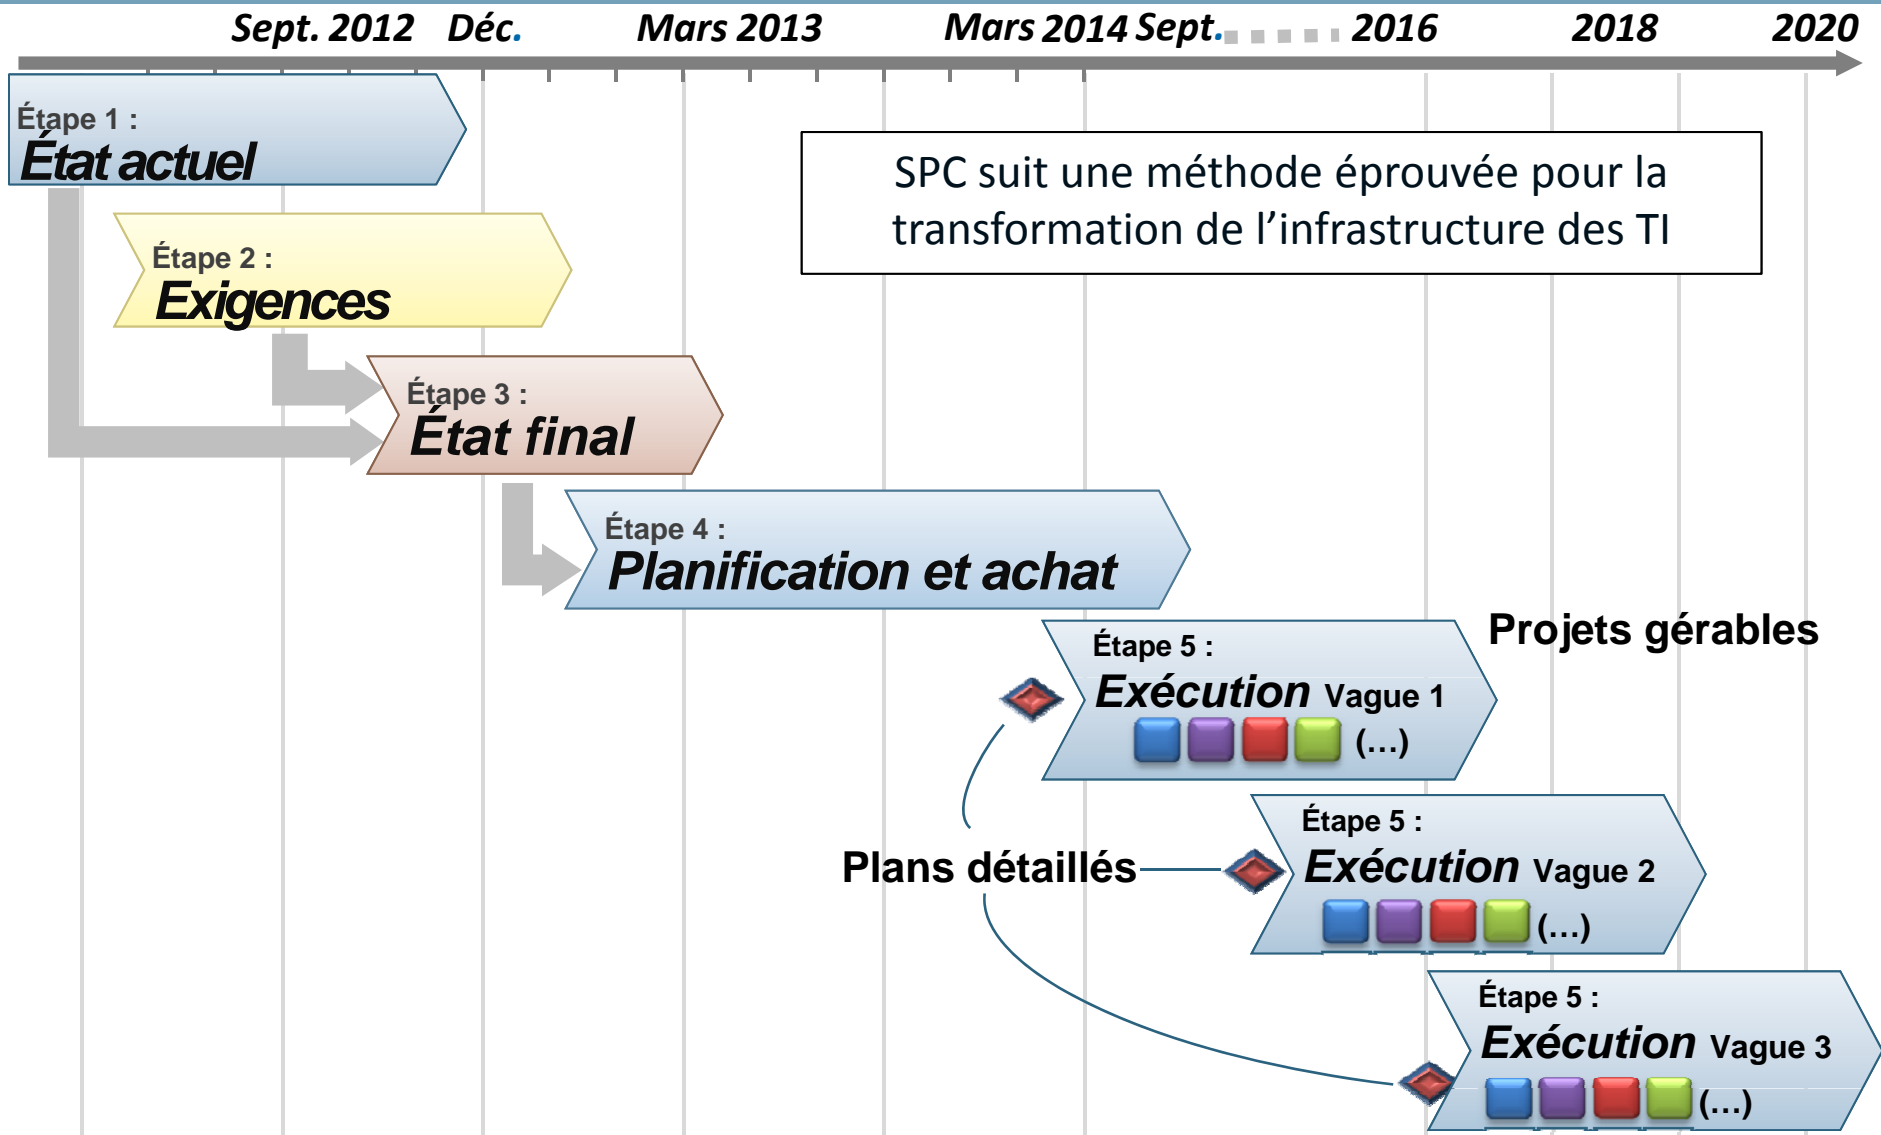 Sept. 2012 Déc. Mars 2013 Mars 2014 Sept. 2016 2018 2020
Étape 1 :
État actuel
SPC suit une méthode éprouvée pour la
transformation de l’infrastructure des TI
Étape 2 :
Exigences
Étape 3 :
État final
Étape 4 :
Planification et achat
Projets gérables
Étape 5 :
Exécution Vague 1
(...)
Étape 5 :
Plans détaillés
Exécution Vague 2
(...)
Étape 5 :
Exécution Vague 3
(...)